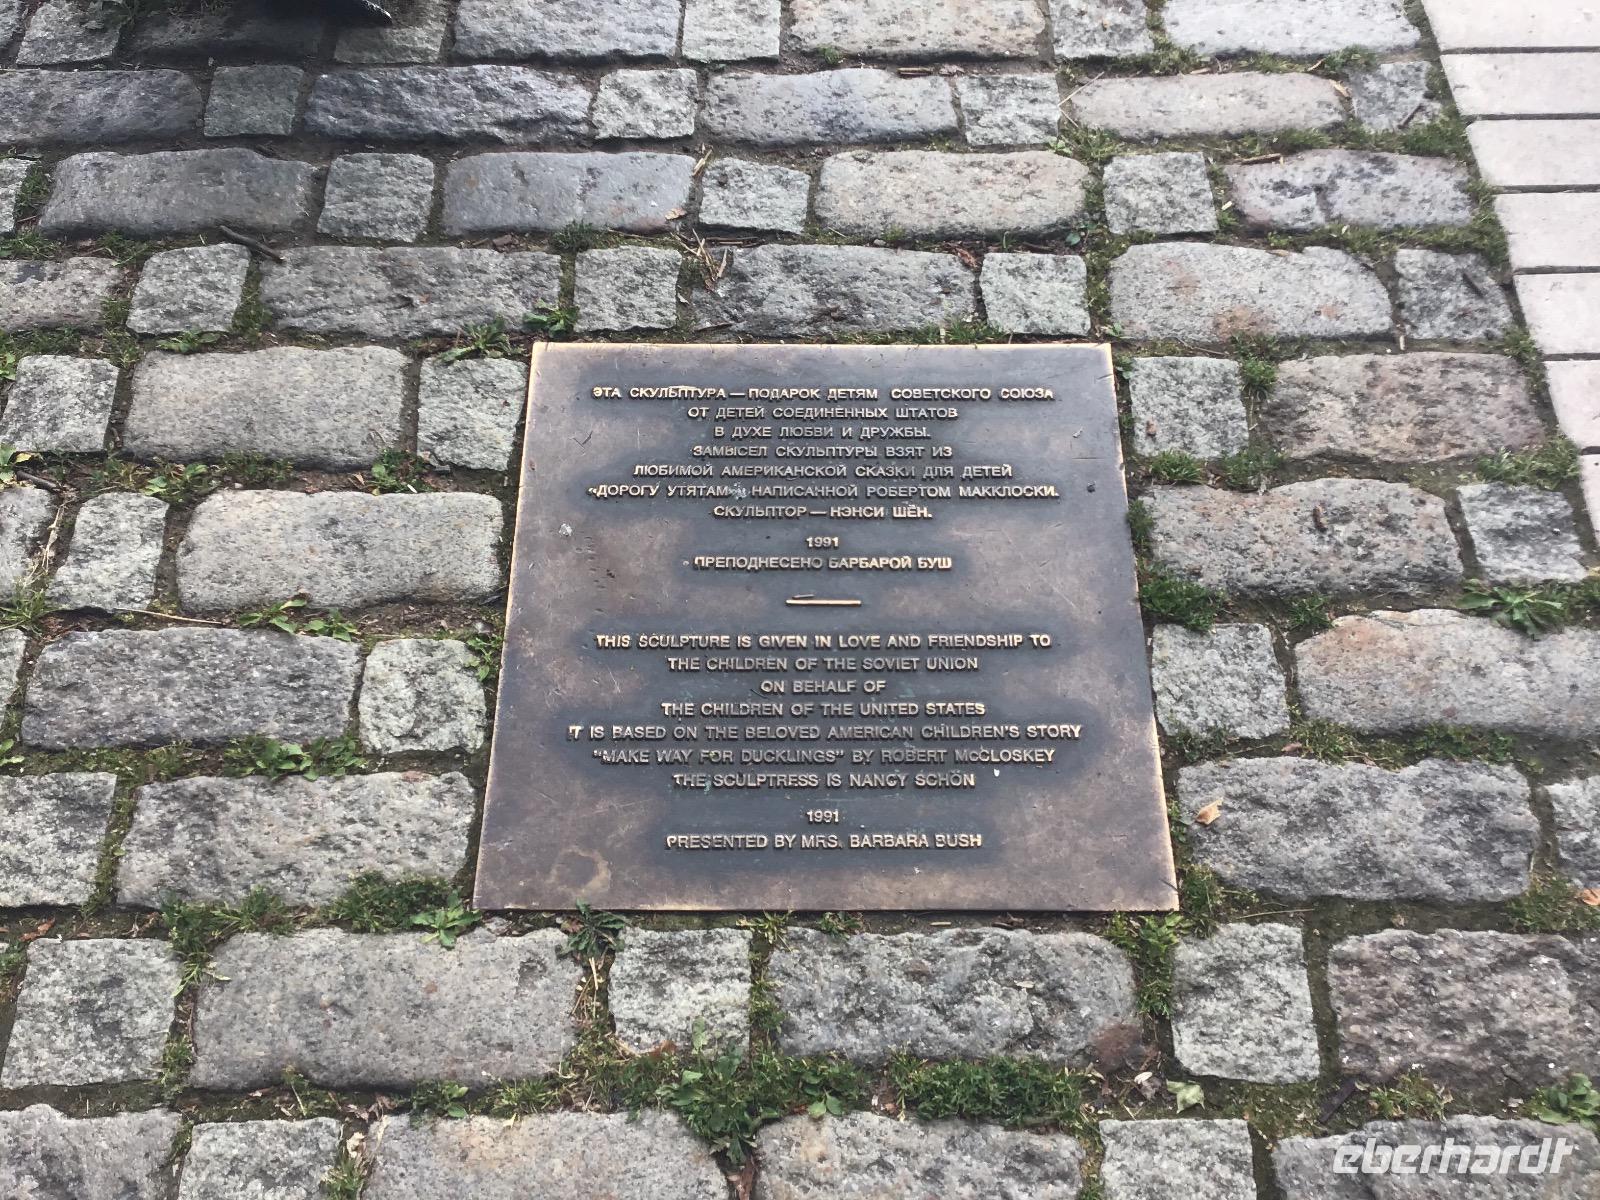 ЭТА СКУЛЬПТУРА — ПОДАРОК ДЕТЯМ СОВЕТСКОГО СОЮЗА
ОТ ДЕТЕЙ СОЕДИНЁННЫХ ШТАТОВ
В ДУХЕ ЛЮБВИ И ДРУЖБЫ.
ЗАМЫСЕЛ СКУЛЬПТУРЫ ВЗЯТ ИЗ
ЛЮБИМОЙ АМЕРИКАНСКОЙ СКАЗКИ ДЛЯ ДЕТЕЙ
«ДОРОГУ УТЯТАМ», НАПИСАННОЙ РОБЕРТОМ МАККЛОСКИ.
СКУЛЬПТОР — НЭНСИ ШЁН.
1991
ПРЕПОДНЕСЕНО БАРБАРОЙ БУШ
THIS SCULPTURE IS GIVEN IN LOVE AND FRIENDSHIP TO
THE CHILDREN OF THE SOVIET UNION
ON BEHALF OF
THE CHILDREN OF THE UNITED STATES
IT IS BASED ON THE BELOVED AMERICAN CHILDREN'S STORY
"MAKE WAY FOR DUCKLINGS" BY ROBERT McCLOSKEY
THE SCULPTRESS IS NANCY SCHÖN
1991
PRESENTED BY MRS. BARBARA BUSH
eberhardt